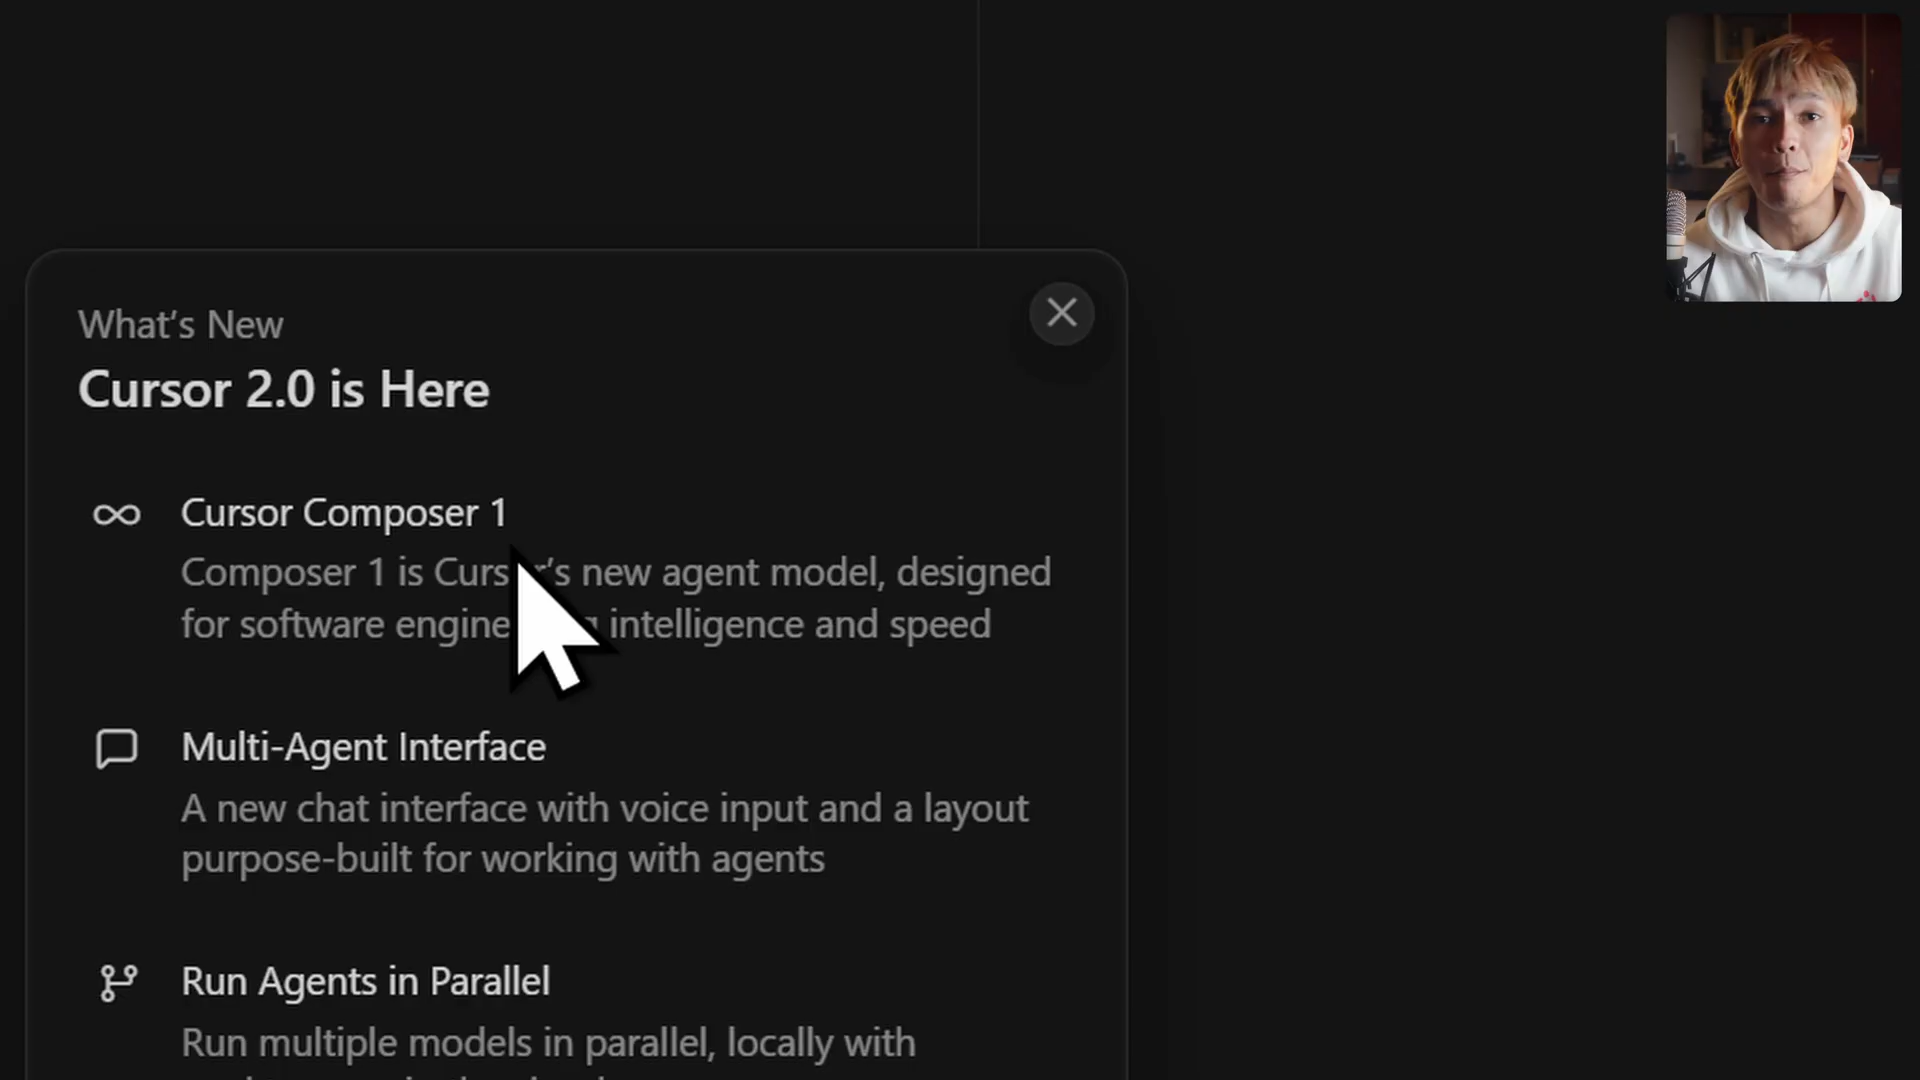 What's New
Cursor 2.0 is Here
Cursor Composer 1
Composer 1 is Curs r's new agent model, designed
for software engine g intelligence and speed
Multi-Agent Interface
A new chat interface with voice input and a layout
purpose-built for working with agents
Run Agents in Parallel
Run multiple models in parallel, locally with